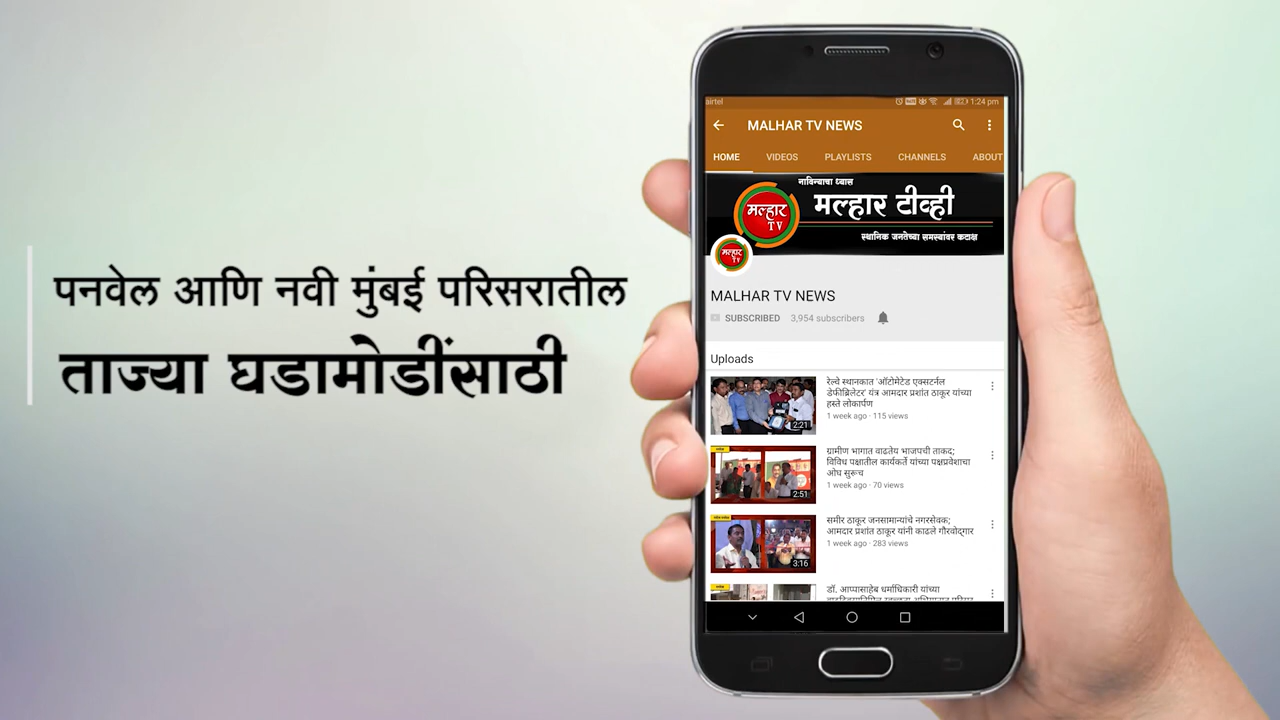 पनवेल आणि नवी मुंबई परिसरातील
ताज्या घडामोडींसाठी
airtel
1:24 pm
MALHAR TV NEWS
HOME VIDEOS PLAYLISTS CHANNELS ABOUT
नाविन्याचा ध्यास
मल्हार टीव्ही
मल्हार
TV
स्थानिक जनतेच्या समस्यांवर कटाक्ष
मल्हार
TV
MALHAR TV NEWS
SUBSCRIBED 3,954 subscribers
Uploads
रेल्वे स्थानकात 'ऑटोमेटेड एक्सटर्नल
डेफीब्रिलेटर' यंत्र आमदार प्रशांत ठाकूर यांच्या
हस्ते लोकार्पण
1 week ago · 115 views
2:21
ग्रामीण भागात वाढतेय भाजपची ताकद;
विविध पक्षातील कार्यकर्ते यांच्या पक्षप्रवेशाचा
ओघ सुरूच
1 week ago · 70 views
2:51
समीर ठाकूर जनसामान्यांचे नगरसेवक;
आमदार प्रशांत ठाकूर यांनी काढले गौरवोद्गार
1 week ago · 283 views
3:16
डॉ. आप्पासाहेब धर्माधिकारी यांच्या